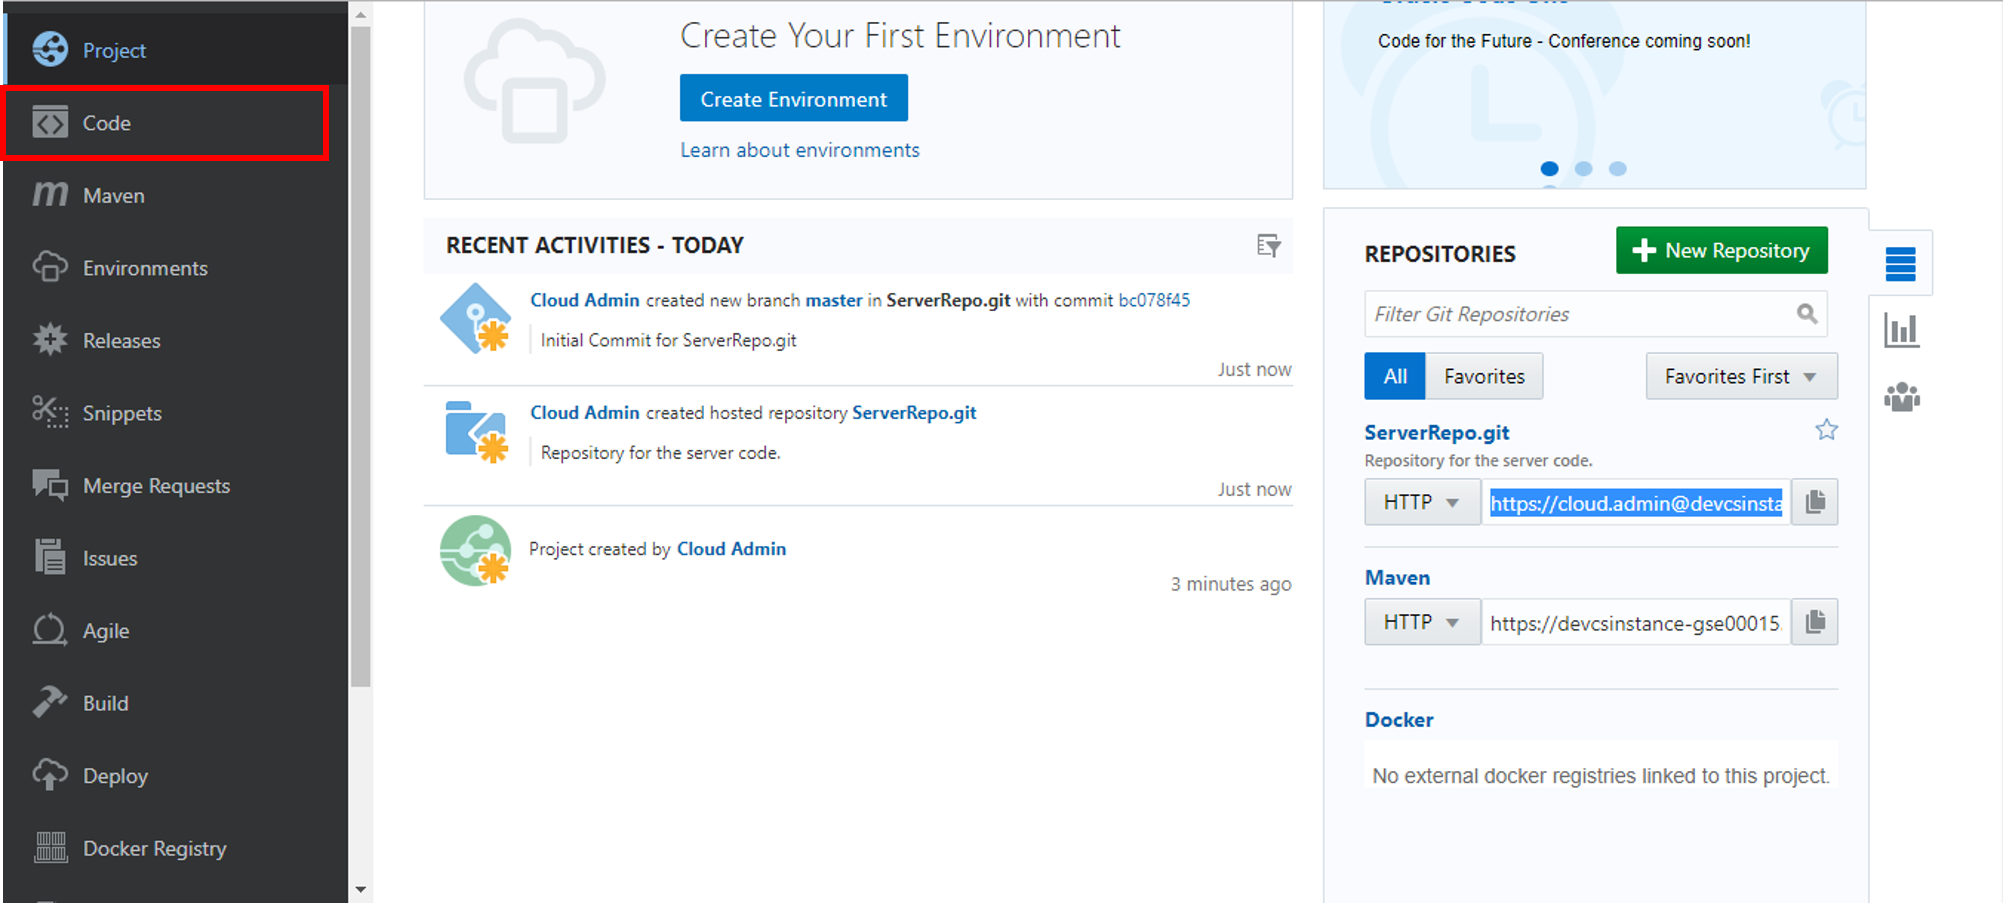 Project
Code
Maven
Environments
Releases
Snippets
Merge Requests
Issues
Agile
Build
Deploy
Docker Registry
Create Your First Environment
Create Environment
Learn about environments
RECENT ACTIVITIES - TODAY
Cloud Admin created new branch master in ServerRepo.git with commit bc078f45
Initial Commit for ServerRepo.git
Just now
Cloud Admin created hosted repository ServerRepo.git
Repository for the server code.
Just now
Project created by Cloud Admin
3 minutes ago
Code for the Future - Conference coming soon!
REPOSITORIES
New Repository
Filter Git Repositories
All Favorites
Favorites First
ServerRepo.git
Repository for the server code.
HTTP https://cloud.admin@devcsinsta
Maven
HTTP https://devcsinstance-gse00015.
Docker
No external docker registries linked to this project.